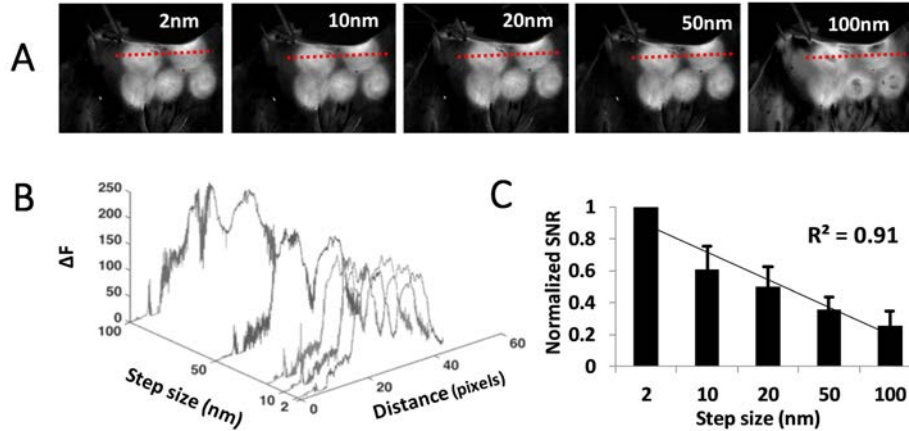 A
2nm
10nm
20nm
50nm
100nm
B
ΔF
250
200
150
100
50
0
100
50
10
2
0
20
40
60
Step size (nm)
Distance (pixels)
C
Normalized SNR
1
0.8
0.6
0.4
0.2
0
R² = 0.91
2 10 20 50 100
Step size (nm)